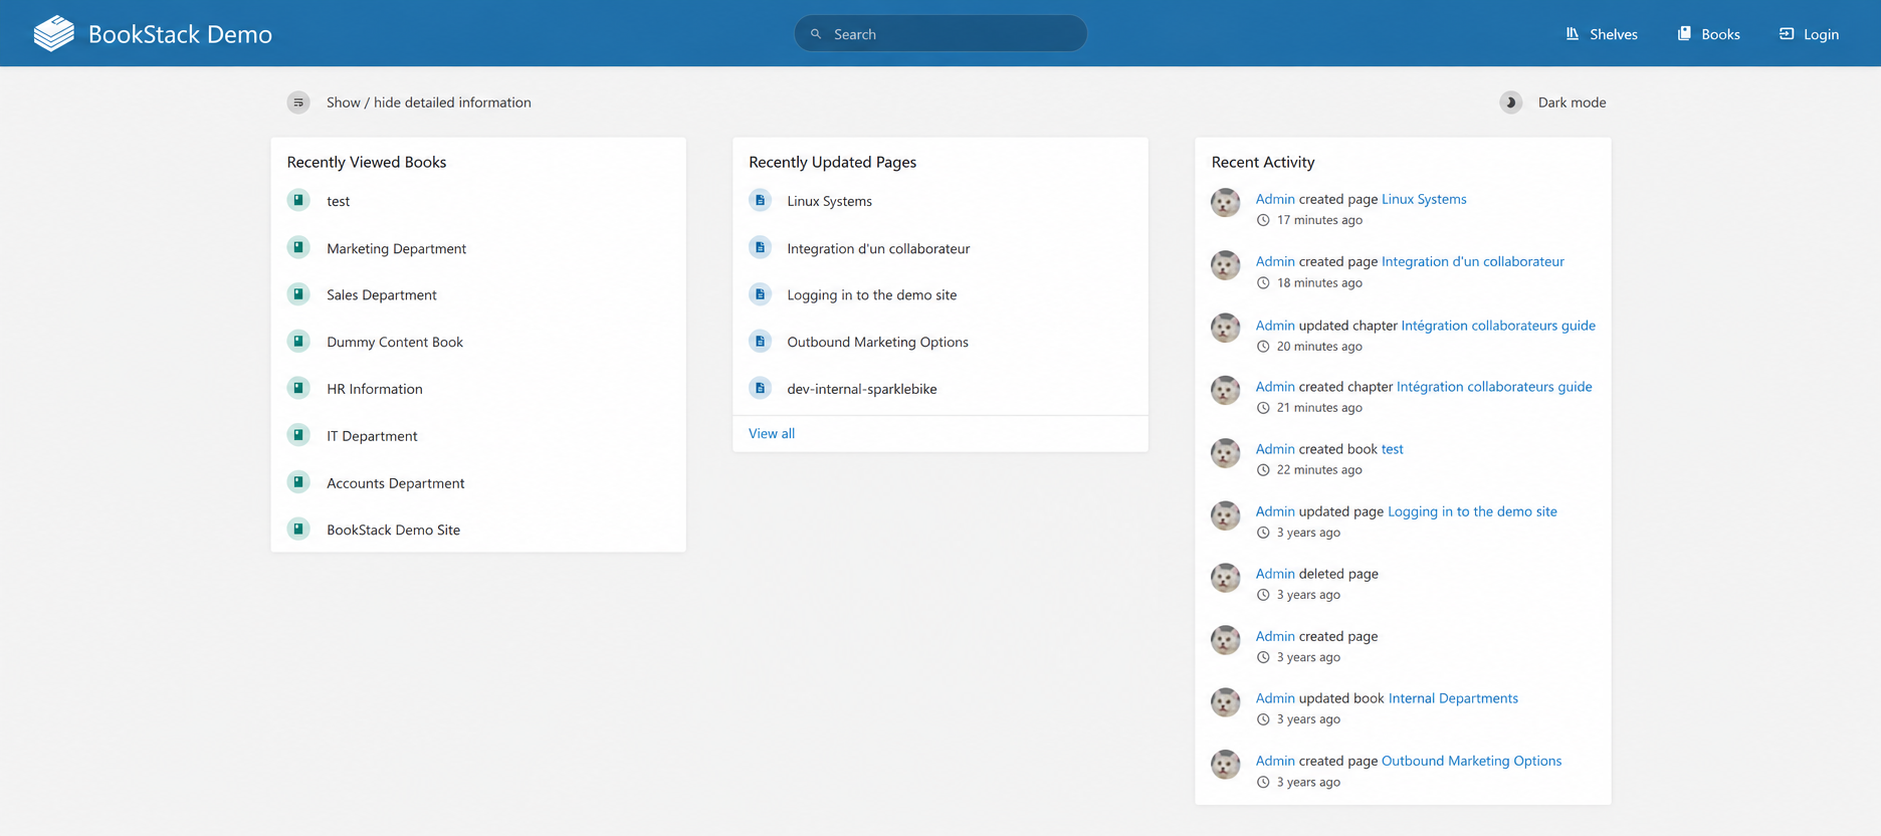 BookStack Demo
Search
Shelves
Books
Login
Show / hide detailed information
Dark mode
Recently Viewed Books
test
Marketing Department
Sales Department
Dummy Content Book
HR Information
IT Department
Accounts Department
BookStack Demo Site
Recently Updated Pages
Linux Systems
Integration d'un collaborateur
Logging in to the demo site
Outbound Marketing Options
dev-internal-sparklebike
View all
Recent Activity
Admin created page Linux Systems
17 minutes ago
Admin created page Integration d'un collaborateur
18 minutes ago
Admin updated chapter Intégration collaborateurs guide
20 minutes ago
Admin created chapter Intégration collaborateurs guide
21 minutes ago
Admin created book test
22 minutes ago
Admin updated page Logging in to the demo site
3 years ago
Admin deleted page
3 years ago
Admin created page
3 years ago
Admin updated book Internal Departments
3 years ago
Admin created page Outbound Marketing Options
3 years ago